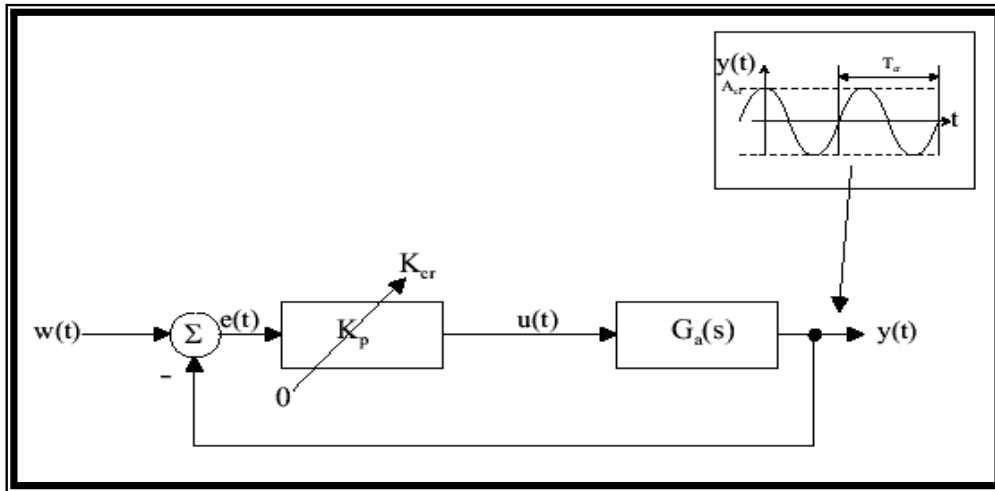 y(t)
T_cr
A_cr
t
K_cr
w(t)
Σ
e(t)
K_p
u(t)
G_a(s)
y(t)
−
0